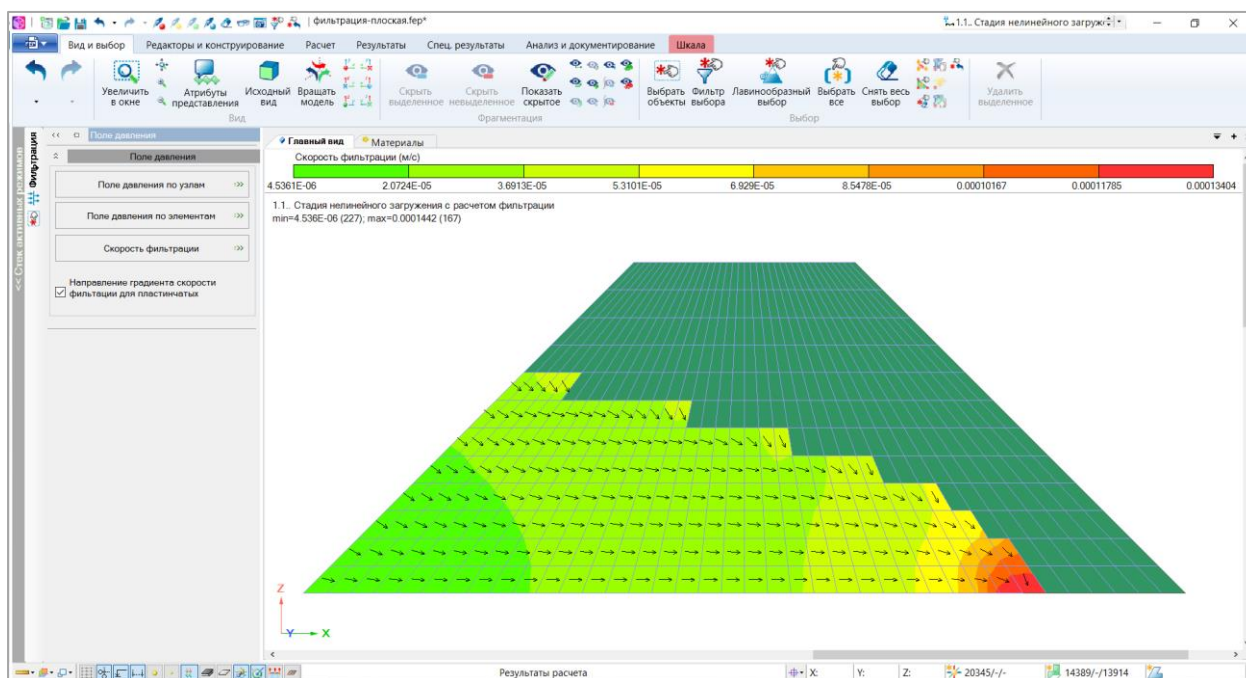 фильтрация-плоская.fep*
1.1.. Стадия нелинейного загруж
Вид и выбор Редакторы и конструирование Расчет Результаты Спец. результаты Анализ и документирование Шкала
Увеличить в окне
Атрибуты представления
Исходный вид
Вращать модель
Скрыть выделенное
Скрыть невыделенное
Показать скрытое
Выбрать объекты
Фильтр выбора
Лавинообразный выбор
Выбрать все
Снять весь выбор
Удалить выделенное
Вид Фрагментация Выбор
<< Сток активных режимов
Фильтрация
Поле давления
Поле давления
Поле давления по узлам
Поле давления по элементам
Скорость фильтрации
Направление градиента скорости
фильтации для пластинчатых
Главный вид Материалы
Скорость фильтрации (м/с)
4.5361E-06 2.0724E-05 3.6913E-05 5.3101E-05 6.929E-05 8.5478E-05 0.00010167 0.00011785 0.00013404
1.1.. Стадия нелинейного загружения с расчетом фильтрации
min=4.536E-06 (227); max=0.0001442 (167)
Z
Y X
Результаты расчета X: Y: Z: 20345/-/- 14389/-/13914